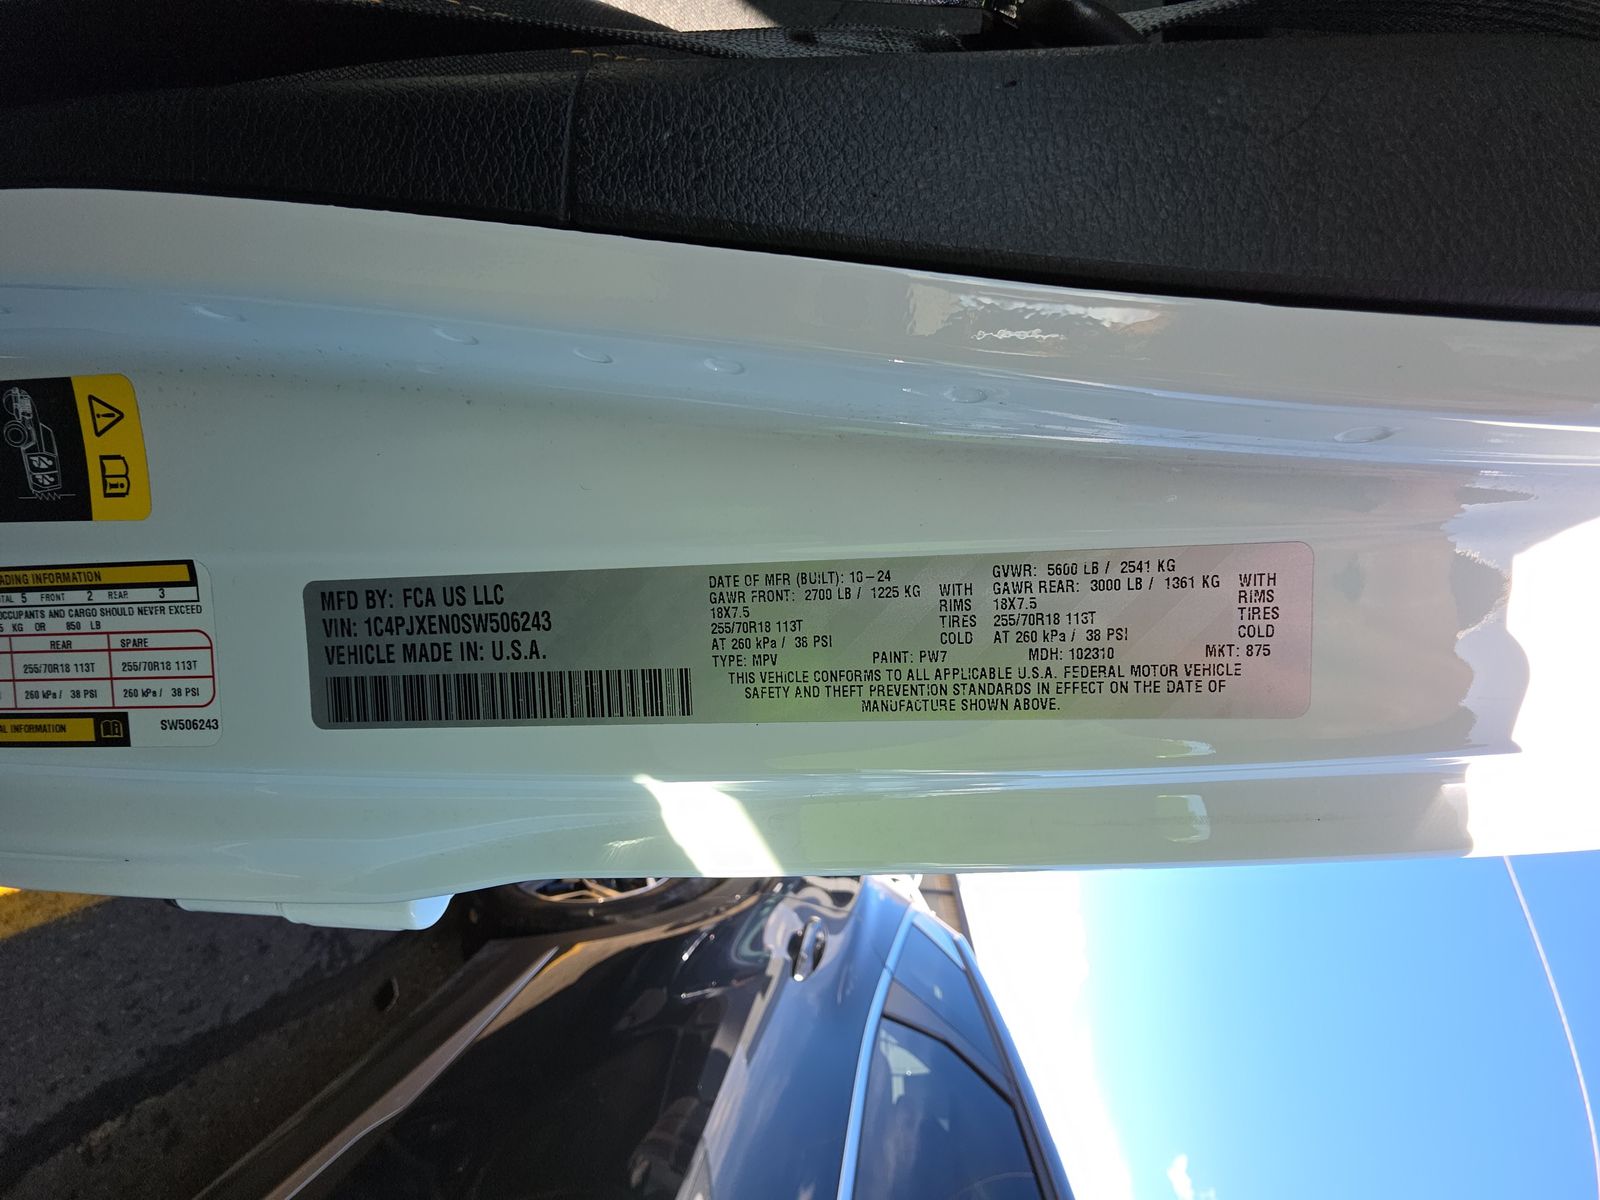 ADING INFORMATION
TAL 5 FRONT 2 REAR 3
OCCUPANTS AND CARGO SHOULD NEVER EXCEED
5 KG OR 850 LB
REAR SPARE
255/70R18 113T 255/70R18 113T
260 kPa / 38 PSI 260 kPa / 38 PSI
AL INFORMATION
SW506243
MFD BY: FCA US LLC
VIN: 1C4PJXEN0SW506243
VEHICLE MADE IN: U.S.A.
DATE OF MFR (BUILT): 10-24
GAWR FRONT: 2700 LB / 1225 KG WITH
18X7.5 RIMS
255/70R18 113T TIRES
AT 260 kPa / 38 PSI COLD
GVWR: 5600 LB / 2541 KG
GAWR REAR: 3000 LB / 1361 KG WITH
18X7.5 RIMS
255/70R18 113T TIRES
AT 260 kPa / 38 PSI COLD
TYPE: MPV PAINT: PW7 MDH: 102310 MKT: 875
THIS VEHICLE CONFORMS TO ALL APPLICABLE U.S.A. FEDERAL MOTOR VEHICLE
SAFETY AND THEFT PREVENTION STANDARDS IN EFFECT ON THE DATE OF
MANUFACTURE SHOWN ABOVE.